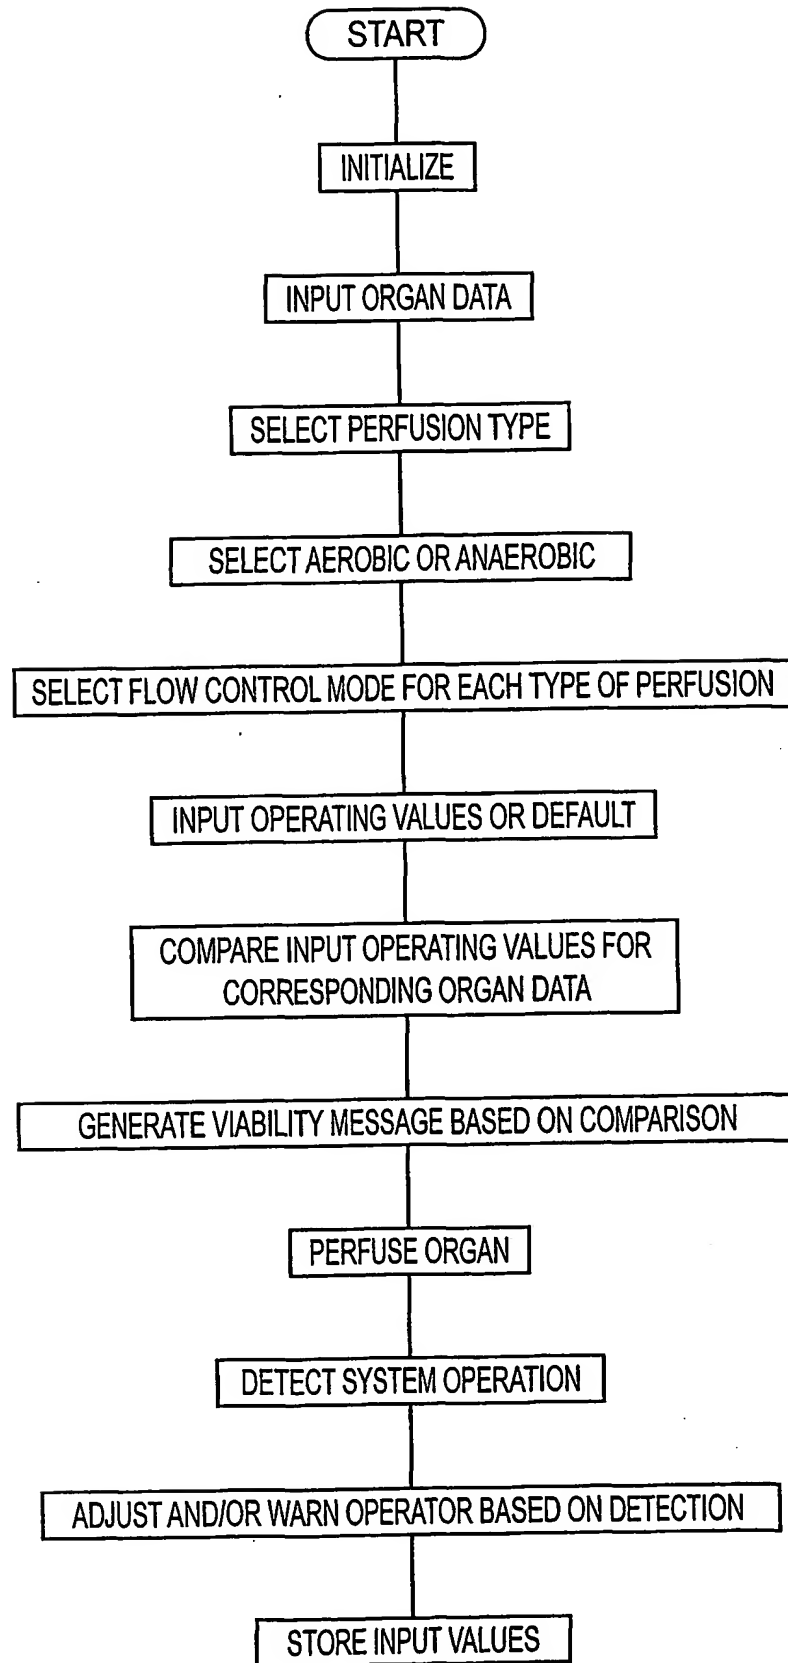 START
INITIALIZE
INPUT ORGAN DATA
SELECT PERFUSION TYPE
SELECT AEROBIC OR ANAEROBIC
SELECT FLOW CONTROL MODE FOR EACH TYPE OF PERFUSION
INPUT OPERATING VALUES OR DEFAULT
COMPARE INPUT OPERATING VALUES FOR
CORRESPONDING ORGAN DATA
GENERATE VIABILITY MESSAGE BASED ON COMPARISON
PERFUSE ORGAN
DETECT SYSTEM OPERATION
ADJUST AND/OR WARN OPERATOR BASED ON DETECTION
STORE INPUT VALUES